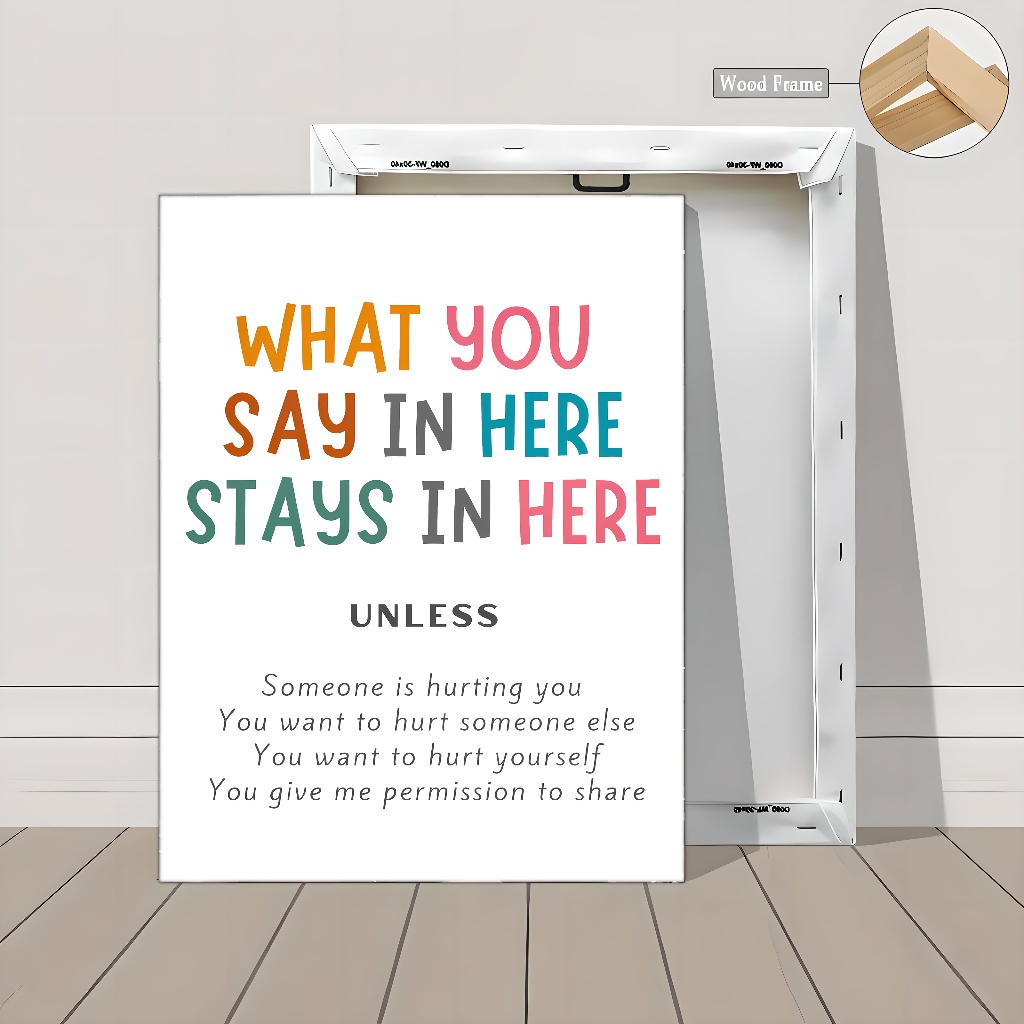 Wood Frame
WHAT YOU
SAY IN HERE
STAYS IN HERE
UNLESS
Someone is hurting you
You want to hurt someone else
You want to hurt yourself
You give me permission to share